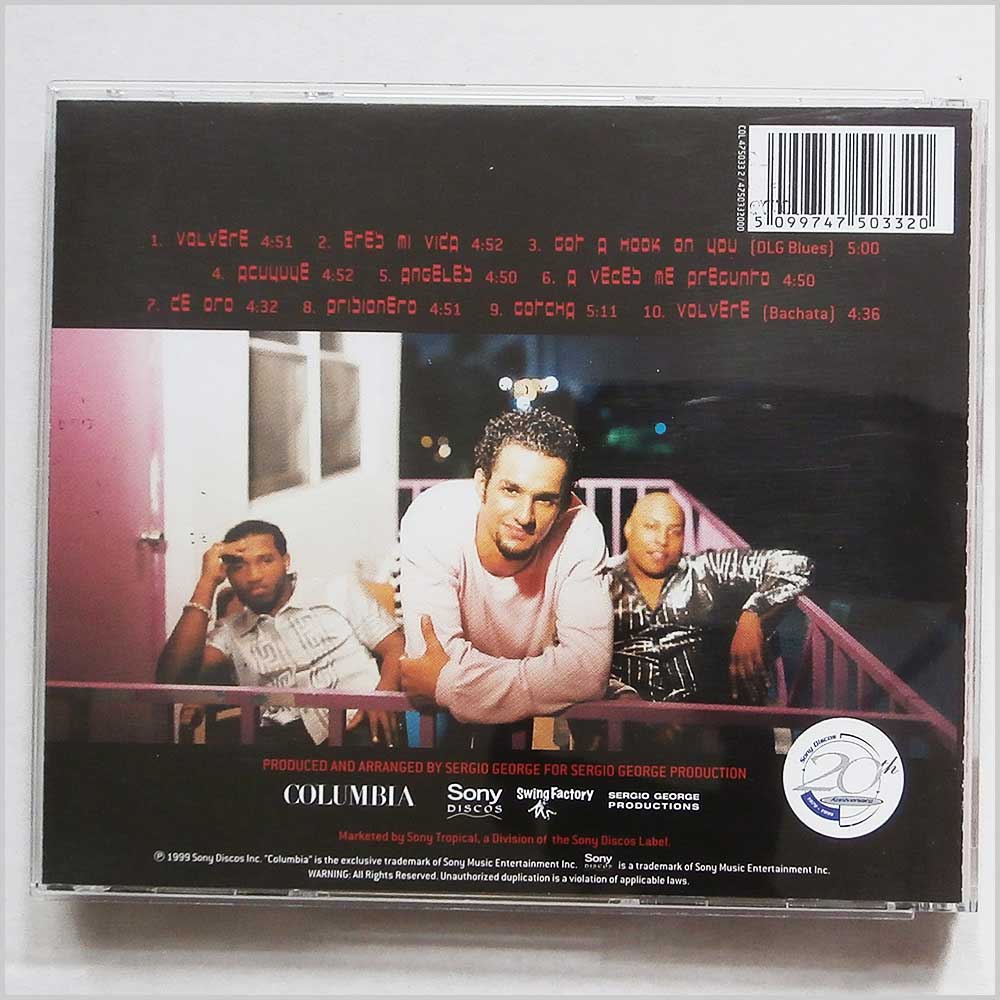 COL 475033 2 / 4750332000
5 099747 503320
1. VOLVERE 4:51 2. ERES MI VIDA 4:52 3. GOT A HOOK ON YOU (DLG Blues) 5:00
4. ACUYUYE 4:52 5. ANGELES 4:50 6. A VECES ME PREGUNTO 4:50
7. DE ORO 4:32 8. PRISIONERO 4:51 9. GOTCHA 5:11 10. VOLVERE (Bachata) 4:36
PRODUCED AND ARRANGED BY SERGIO GEORGE FOR SERGIO GEORGE PRODUCTION
COLUMBIA
Sony DISCOS
Swing Factory
SERGIO GEORGE PRODUCTIONS
Sony Discos
20th
Anniversary
1979 - 1999
Marketed by Sony Tropical, a Division of the Sony Discos Label.
℗ 1999 Sony Discos Inc. "Columbia" is the exclusive trademark of Sony Music Entertainment Inc. Sony DISCOS is a trademark of Sony Music Entertainment Inc.
WARNING: All Rights Reserved. Unauthorized duplication is a violation of applicable laws.